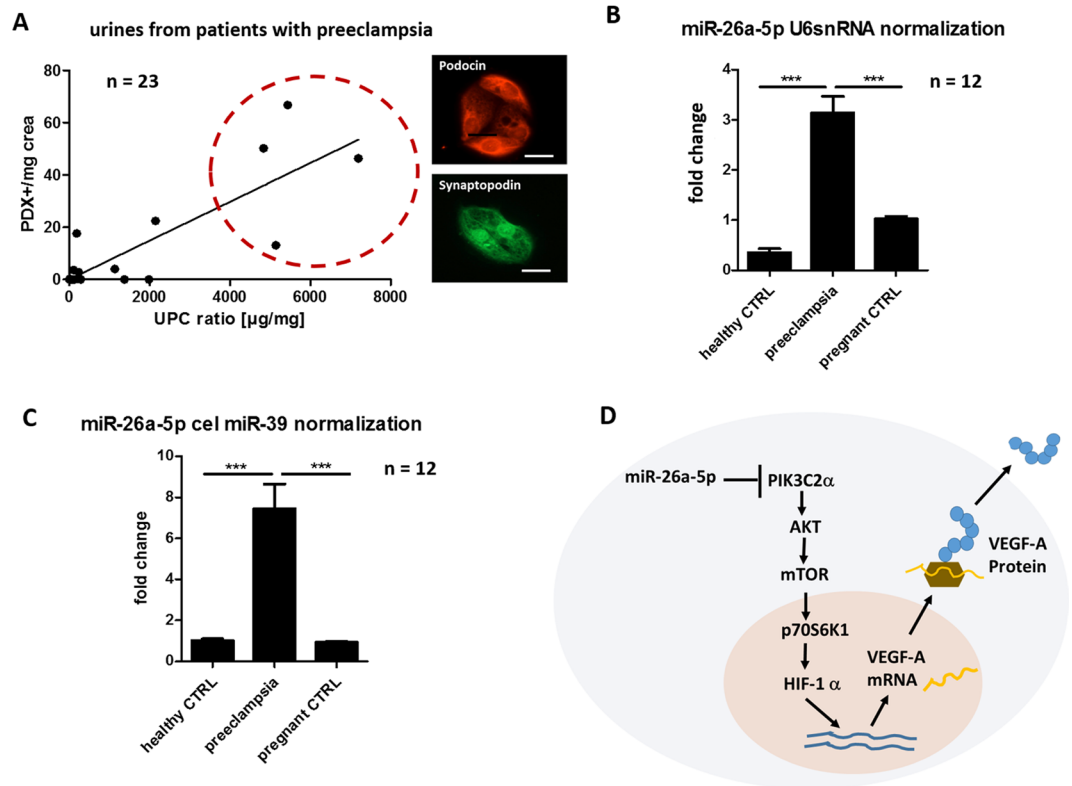 A
urines from patients with preeclampsia
n = 23
80
60
40
20
0
PDX+/mg crea
0
2000
4000
6000
8000
UPC ratio [µg/mg]
Podocin
Synaptopodin
B
miR-26a-5p U6snRNA normalization
n = 12
***
***
4
3
2
1
0
fold change
healthy CTRL
preeclampsia
pregnant CTRL
C
miR-26a-5p cel miR-39 normalization
n = 12
***
***
10
8
6
4
2
0
fold change
healthy CTRL
preeclampsia
pregnant CTRL
D
miR-26a-5p
PIK3C2α
AKT
mTOR
p70S6K1
HIF-1 α
VEGF-A
mRNA
VEGF-A
Protein